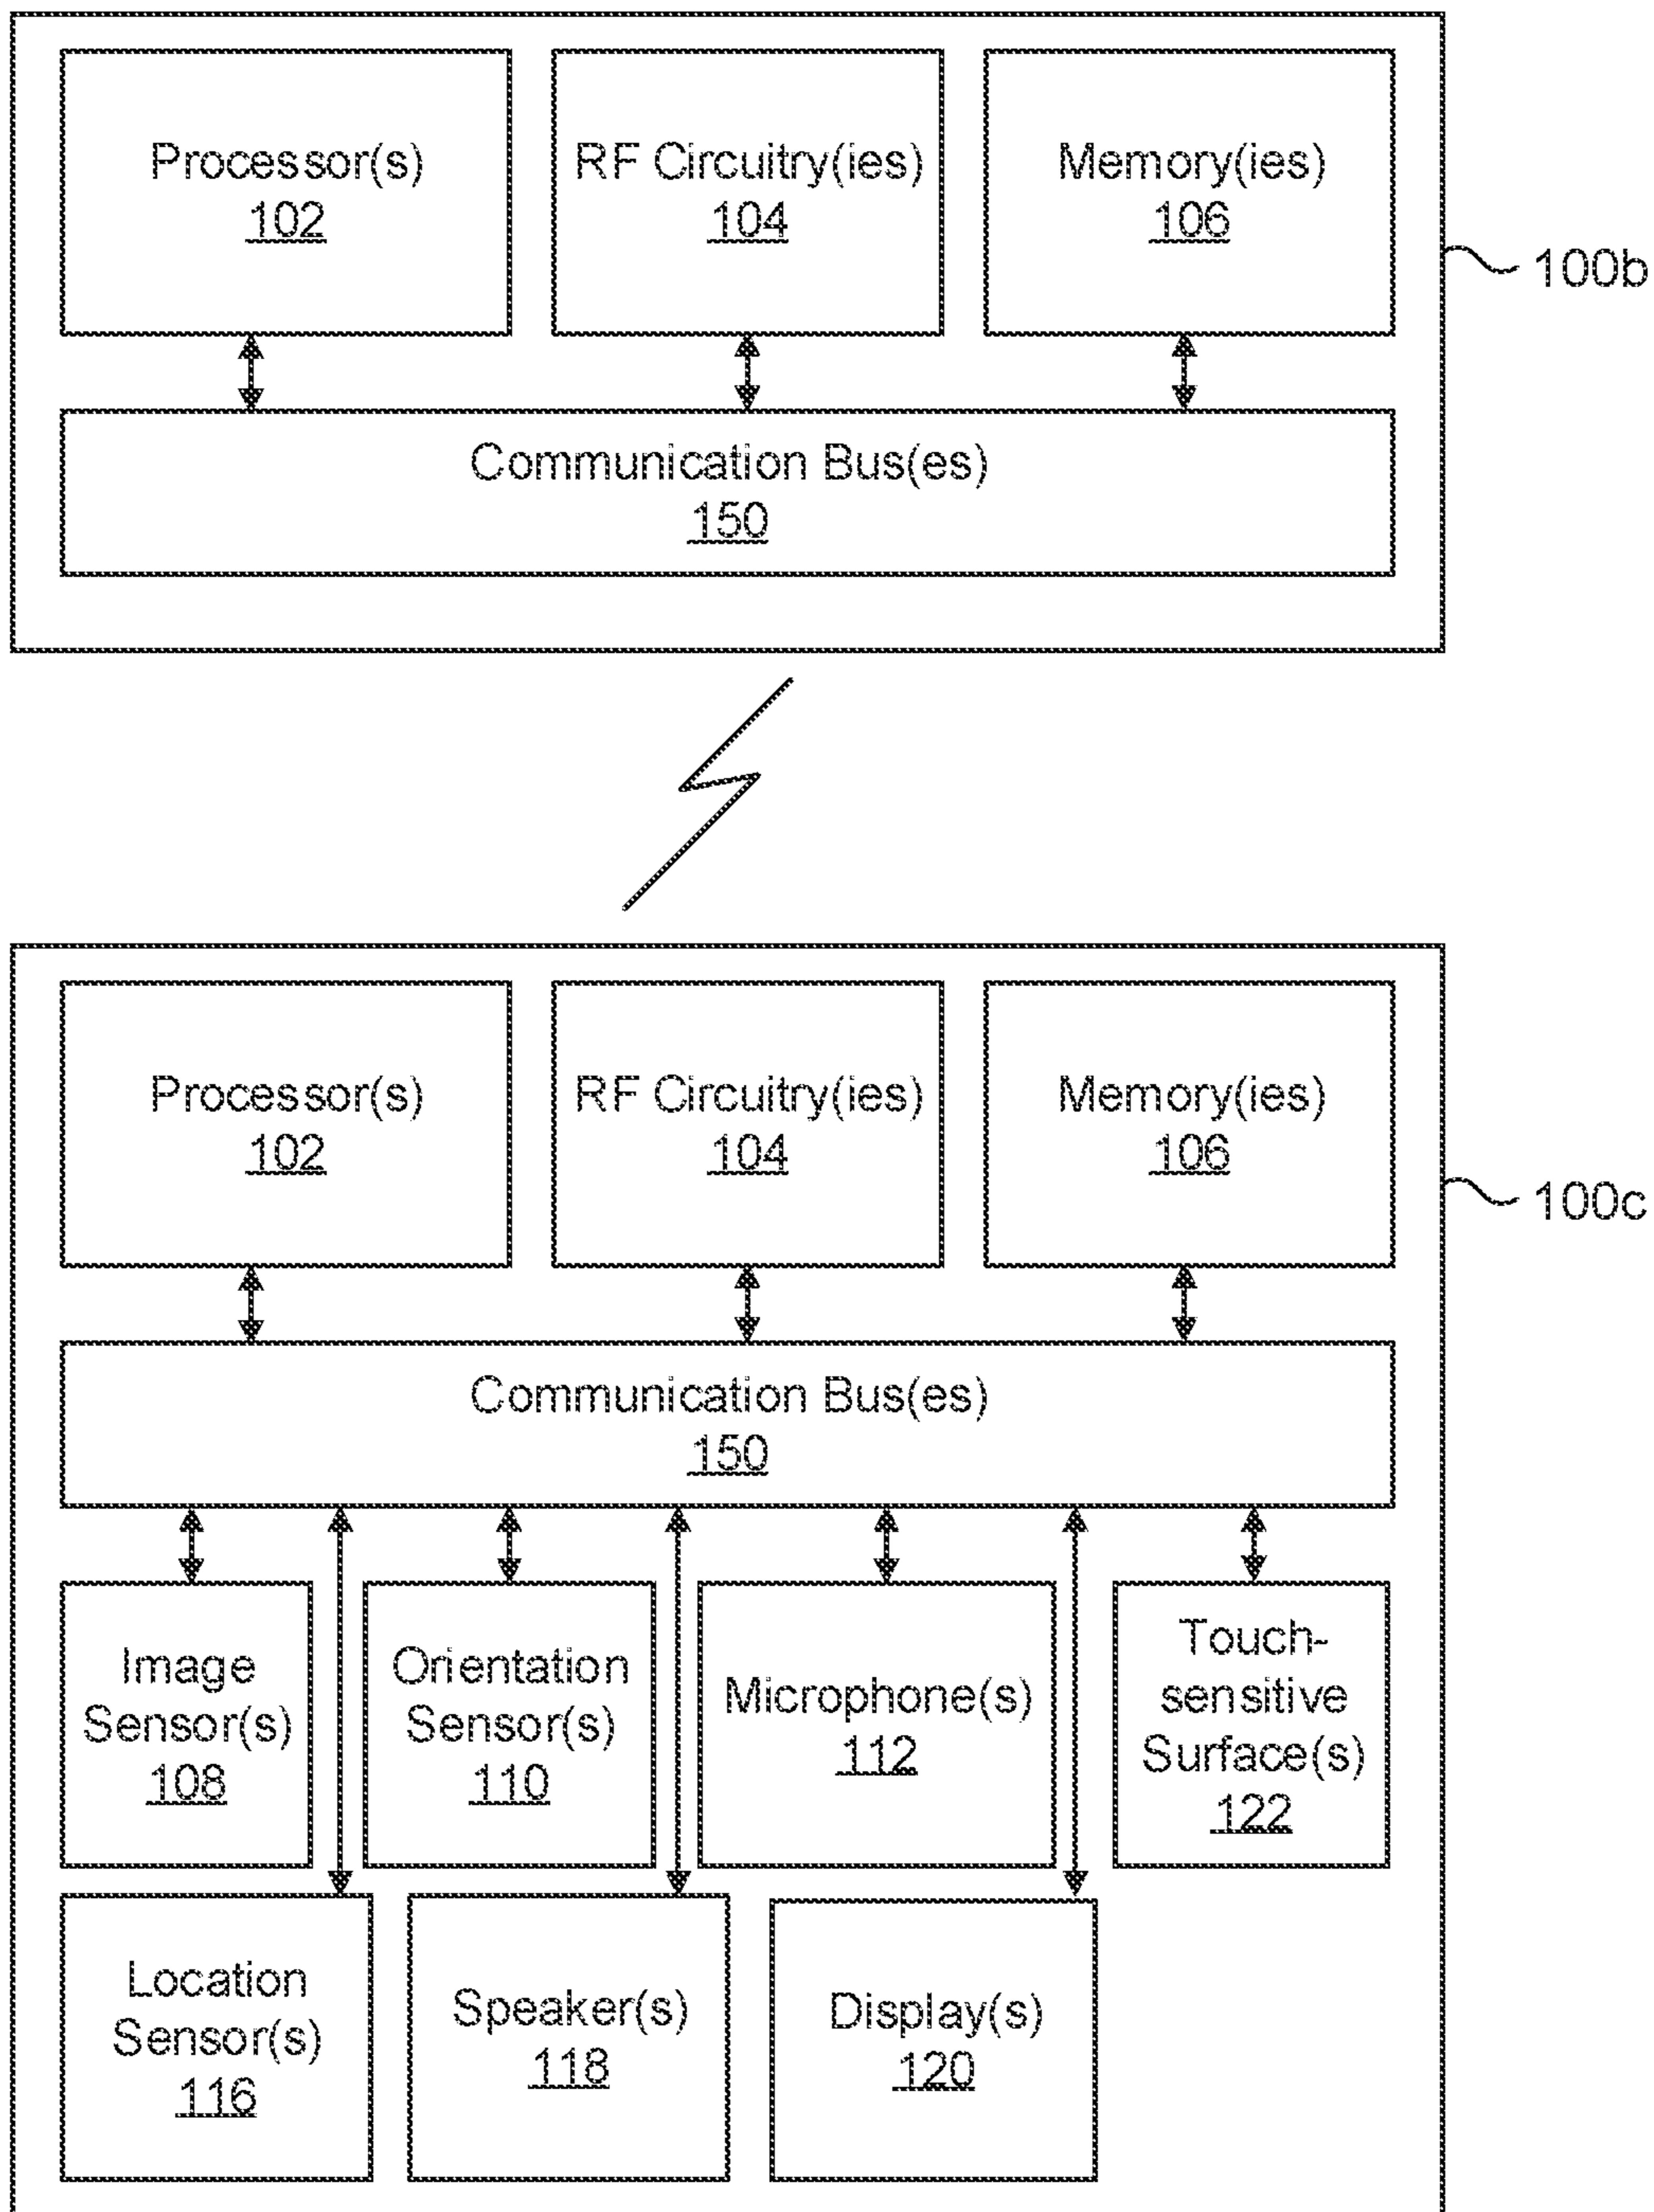 Processor(s)
102
RF Circuitry(ies)
104
Memory(ies)
106
100b
Communication Bus(es)
150
Processor(s)
102
RF Circuitry(ies)
104
Memory(ies)
106
100c
Communication Bus(es)
150
Image
Sensor(s)
108
Orientation
Sensor(s)
110
Microphone(s)
112
Touch-
sensitive
Surface(s)
122
Location
Sensor(s)
116
Speaker(s)
118
Display(s)
120